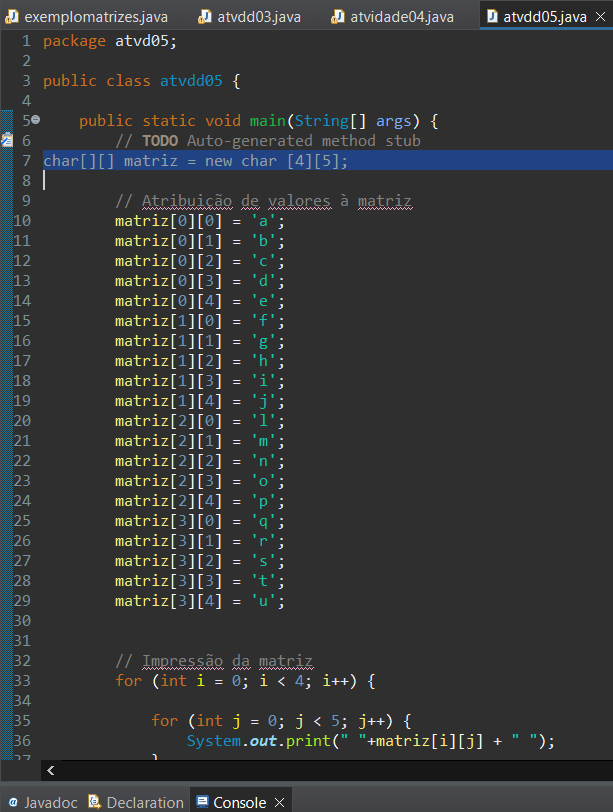 exemplomatrizes.java atvdd03.java atvidade04.java atvdd05.java
1 package atvd05;
2
3 public class atvdd05 {
4
5 public static void main(String[] args) {
6 // TODO Auto-generated method stub
7 char[][] matriz = new char [4][5];
8
9 // Atribuição de valores à matriz
10 matriz[0][0] = 'a';
11 matriz[0][1] = 'b';
12 matriz[0][2] = 'c';
13 matriz[0][3] = 'd';
14 matriz[0][4] = 'e';
15 matriz[1][0] = 'f';
16 matriz[1][1] = 'g';
17 matriz[1][2] = 'h';
18 matriz[1][3] = 'i';
19 matriz[1][4] = 'j';
20 matriz[2][0] = 'l';
21 matriz[2][1] = 'm';
22 matriz[2][2] = 'n';
23 matriz[2][3] = 'o';
24 matriz[2][4] = 'p';
25 matriz[3][0] = 'q';
26 matriz[3][1] = 'r';
27 matriz[3][2] = 's';
28 matriz[3][3] = 't';
29 matriz[3][4] = 'u';
30
31
32 // Impressão da matriz
33 for (int i = 0; i < 4; i++) {
34
35 for (int j = 0; j < 5; j++) {
36 System.out.print(" "+matriz[i][j] + " ");
37 }
Javadoc Declaration Console